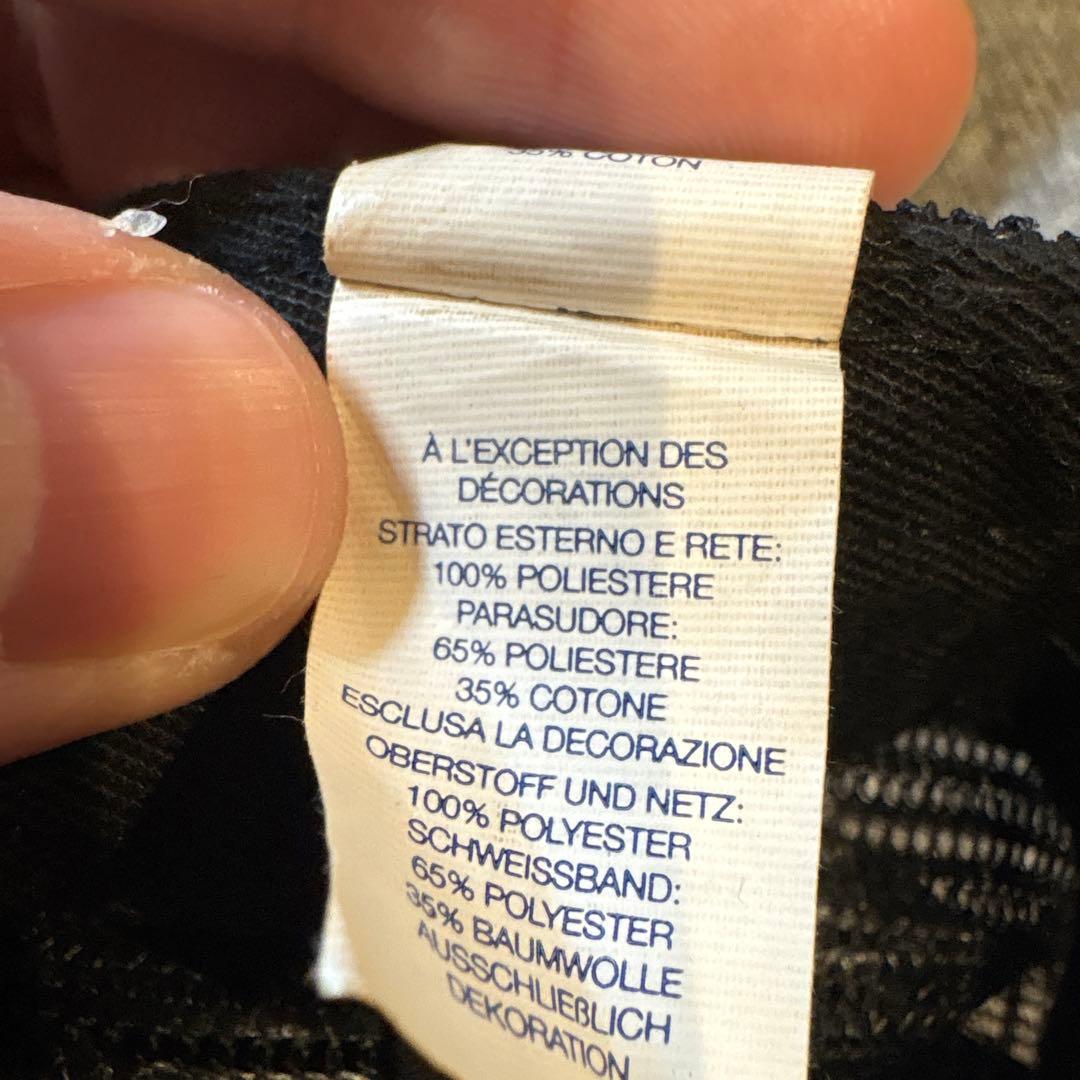 35% COTON
À L'EXCEPTION DES
DÉCORATIONS
STRATO ESTERNO E RETE:
100% POLIESTERE
PARASUDORE:
65% POLIESTERE
35% COTONE
ESCLUSA LA DECORAZIONE
OBERSTOFF UND NETZ:
100% POLYESTER
SCHWEISSBAND:
65% POLYESTER
35% BAUMWOLLE
AUSSCHLIEßLICH
DEKORATION